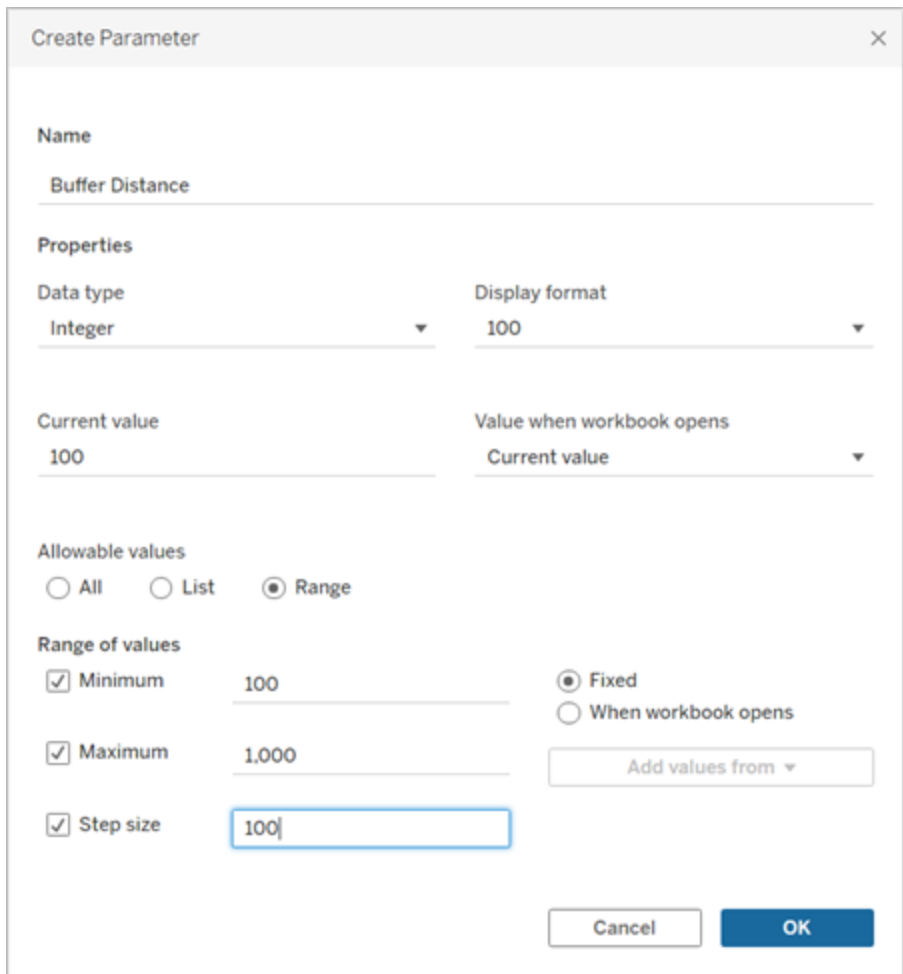 Create Parameter
Name
Buffer Distance
Properties
Data type Display format
Integer 100
Current value Value when workbook opens
100 Current value
Allowable values
All List Range
Range of values
Minimum 100 Fixed
When workbook opens
Maximum 1,000 Add values from
Step size 100
Cancel OK